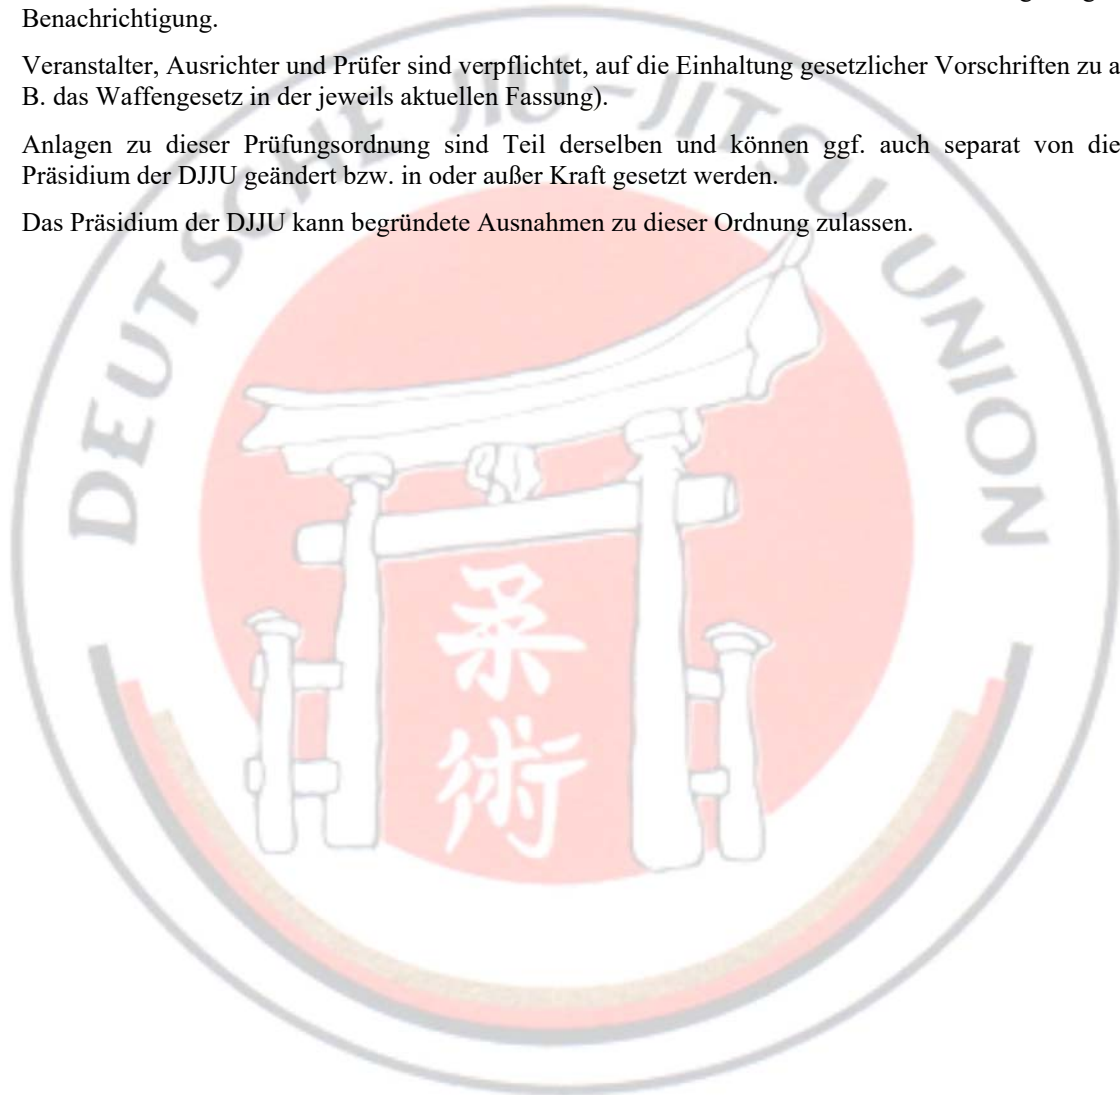 Benachrichtigung.
Veranstalter, Ausrichter und Prüfer sind verpflichtet, auf die Einhaltung gesetzlicher Vorschriften zu a
B. das Waffengesetz in der jeweils aktuellen Fassung).
Anlagen zu dieser Prüfungsordnung sind Teil derselben und können ggf. auch separat von die
Präsidium der DJJU geändert bzw. in oder außer Kraft gesetzt werden.
Das Präsidium der DJJU kann begründete Ausnahmen zu dieser Ordnung zulassen.
DEUTSCHE JIU-JITSU UNION
柔
術